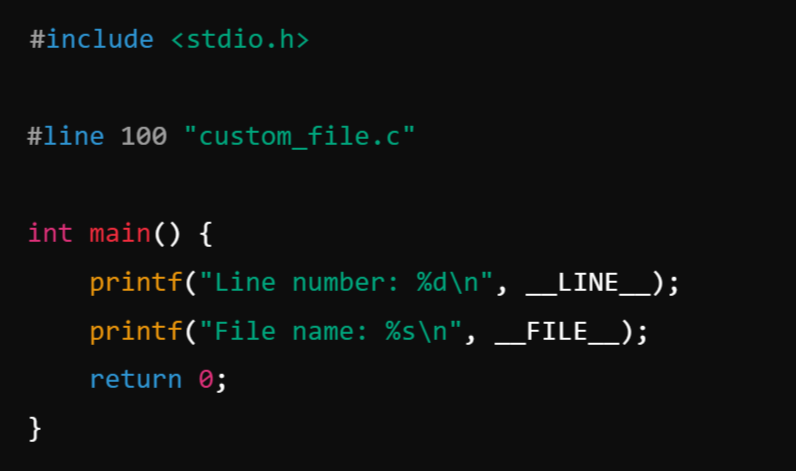 #include <stdio.h>
#line 100 "custom_file.c"
int main() {
    printf("Line number: %d\n", __LINE__);
    printf("File name: %s\n", __FILE__);
    return 0;
}